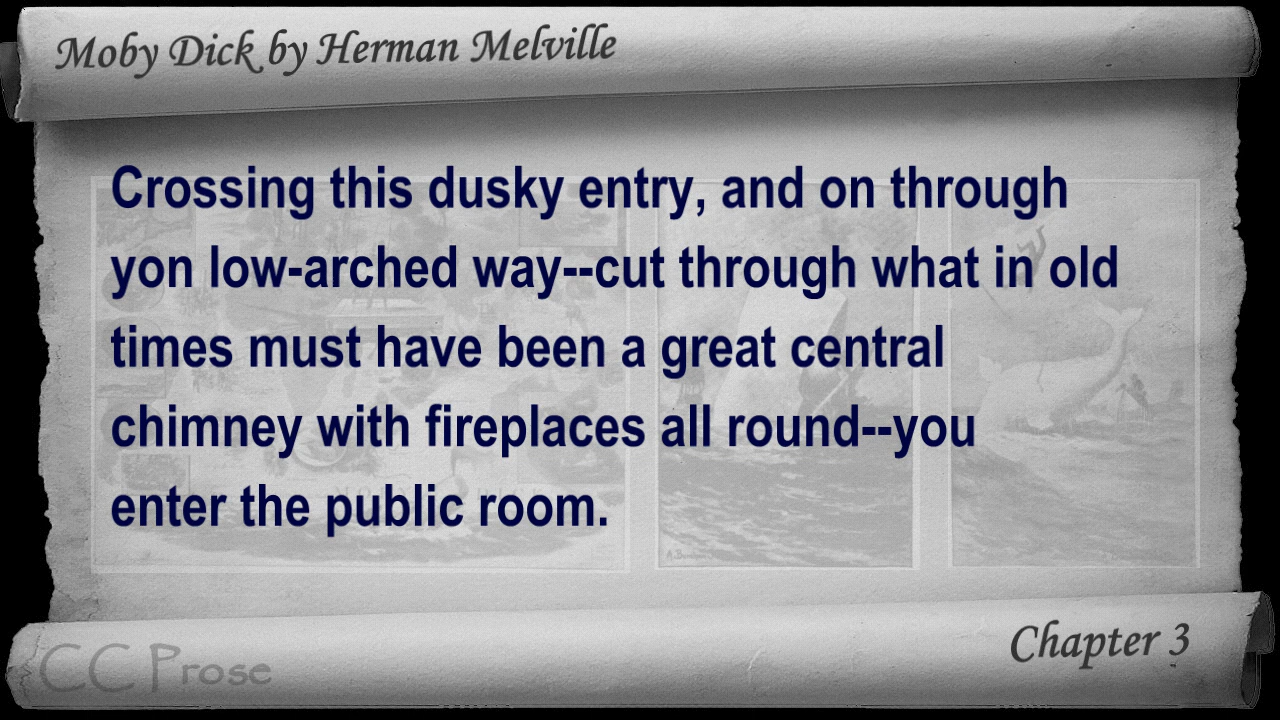 Moby Dick by Herman Melville
Crossing this dusky entry, and on through
yon low-arched way--cut through what in old
times must have been a great central
chimney with fireplaces all round--you
enter the public room.
Chapter 3
CC Prose